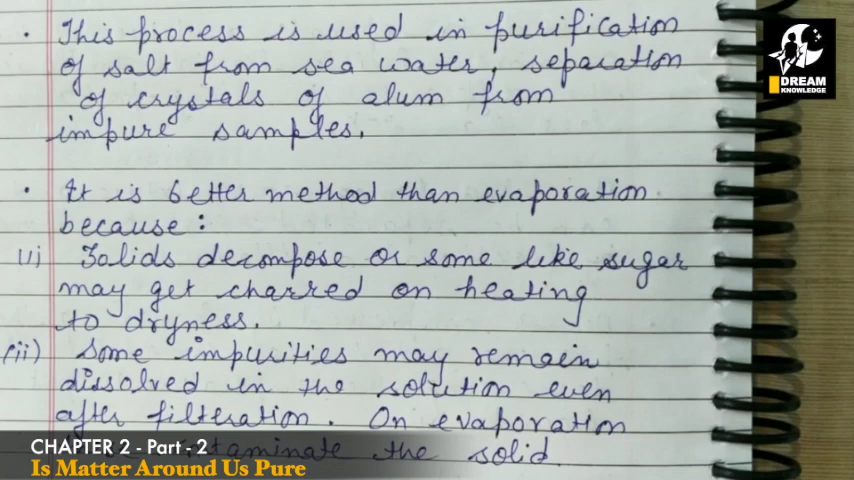 • This process is used in purification
of salt from sea water, separation
of crystals of alum from
impure samples.
• It is better method than evaporation
because:
(i) Solids decompose or some like sugar
may get charred on heating
to dryness.
(ii) Some impurities may remain
dissolved in the solution even
after filteration. On evaporation
the solid.
DREAM
KNOWLEDGE
CHAPTER 2 - Part - 2
Is Matter Around Us Pure